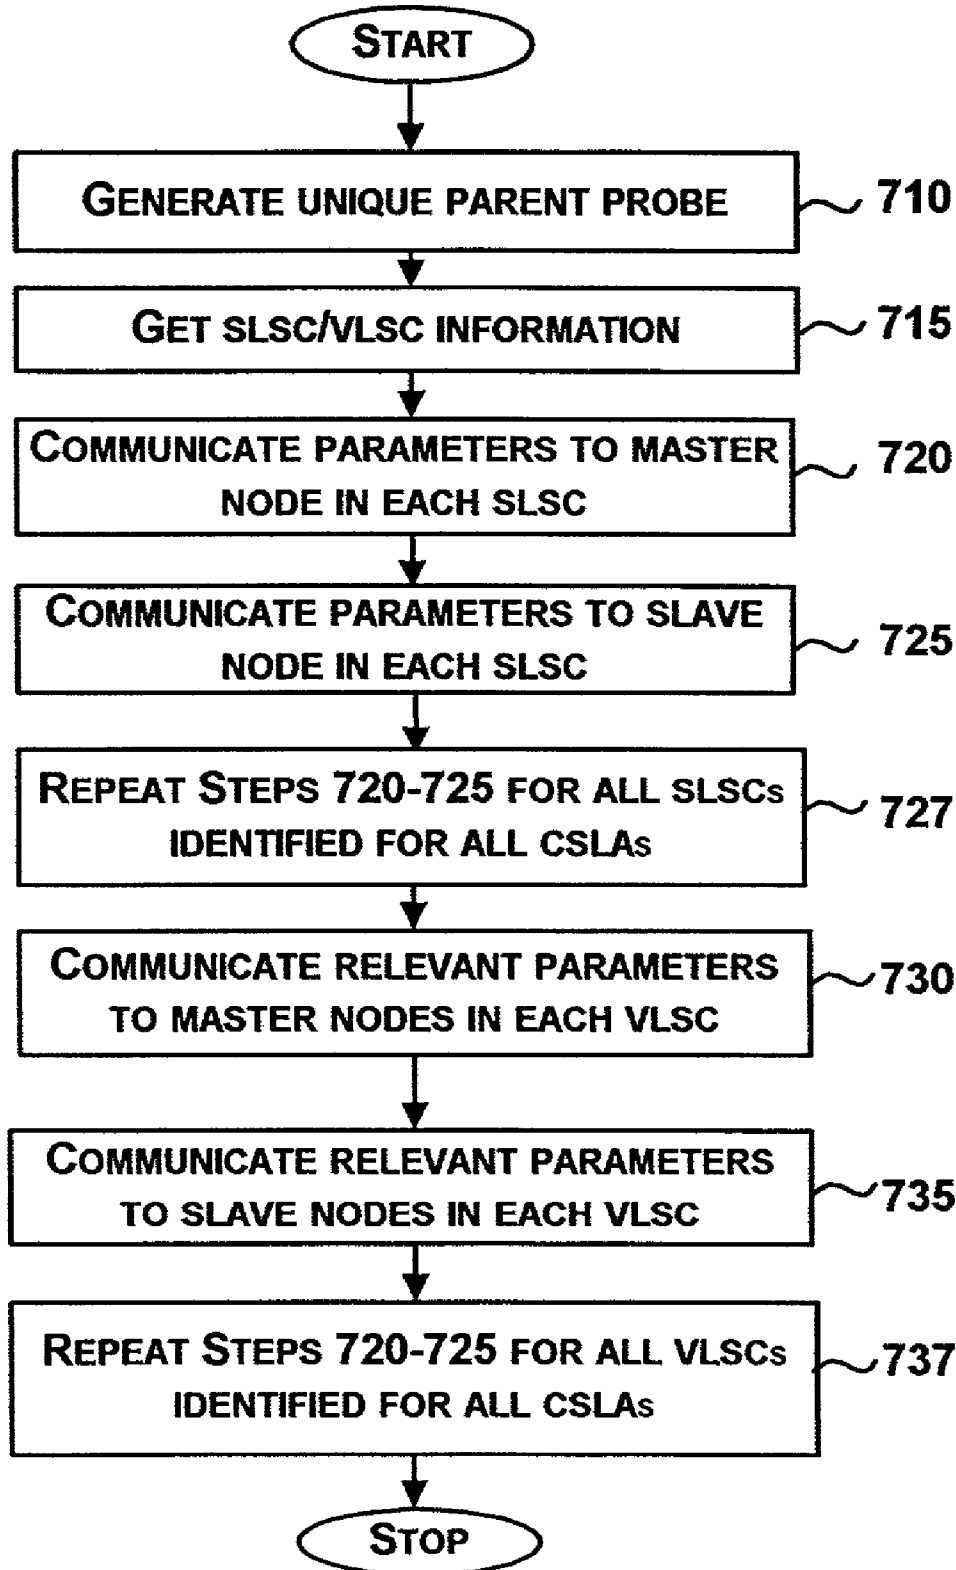 START
GENERATE UNIQUE PARENT PROBE
710
GET SLSC/VLSC INFORMATION
715
COMMUNICATE PARAMETERS TO MASTER
NODE IN EACH SLSC
720
COMMUNICATE PARAMETERS TO SLAVE
NODE IN EACH SLSC
725
REPEAT STEPS 720-725 FOR ALL SLSCs
IDENTIFIED FOR ALL CSLAs
727
COMMUNICATE RELEVANT PARAMETERS
TO MASTER NODES IN EACH VLSC
730
COMMUNICATE RELEVANT PARAMETERS
TO SLAVE NODES IN EACH VLSC
735
REPEAT STEPS 720-725 FOR ALL VLSCs
IDENTIFIED FOR ALL CSLAs
737
STOP